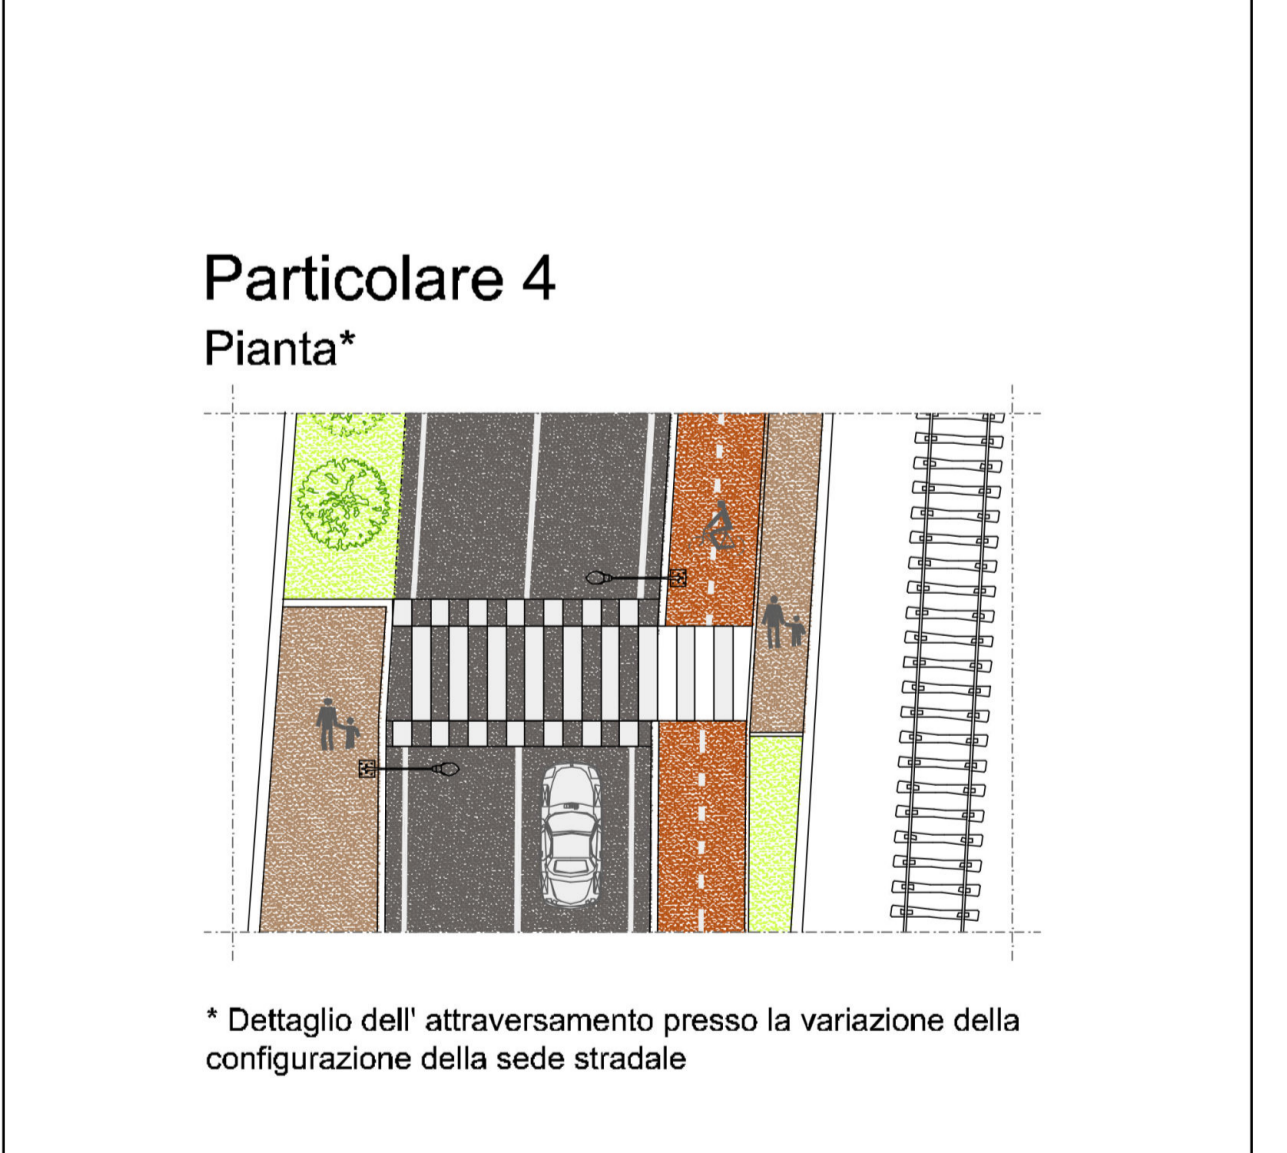 Particolare 4
Pianta*
* Dettaglio dell' attraversamento presso la variazione della
configurazione della sede stradale